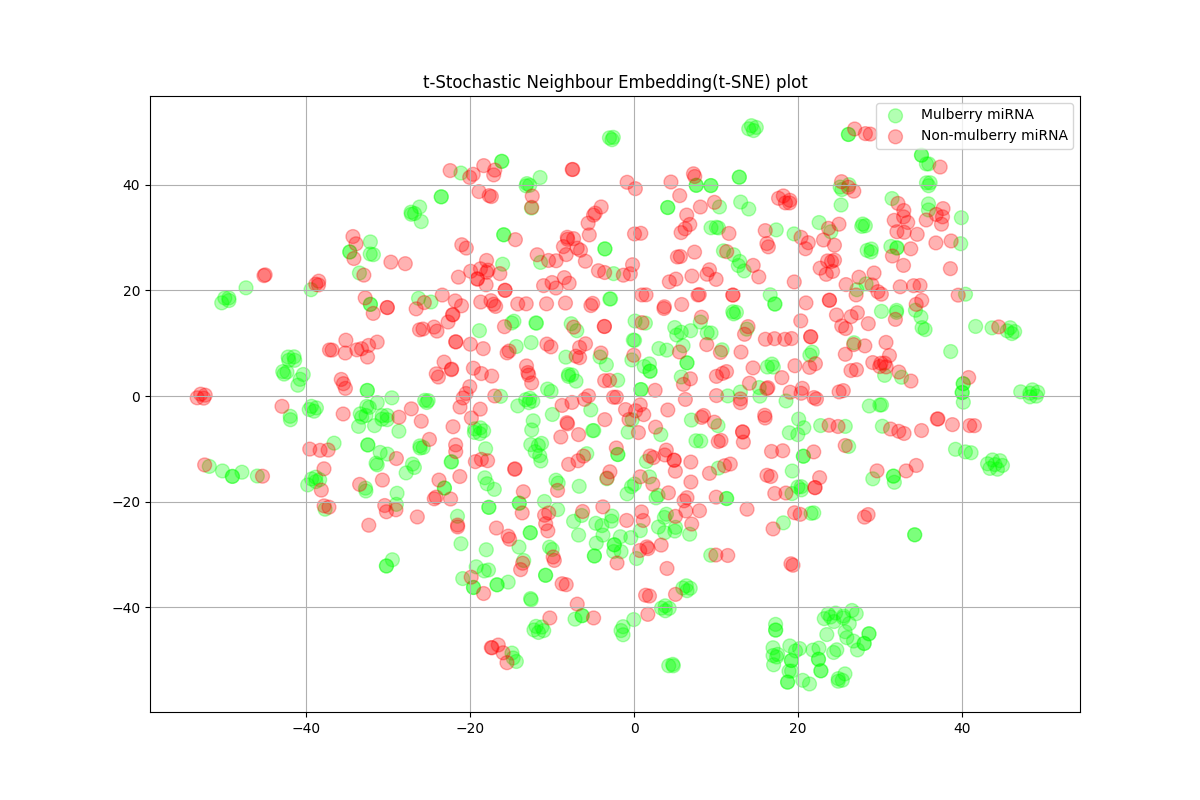 t-Stochastic Neighbour Embedding(t-SNE) plot
Mulberry miRNA
Non-mulberry miRNA
40
20
0
−20
−40
−40 −20 0 20 40